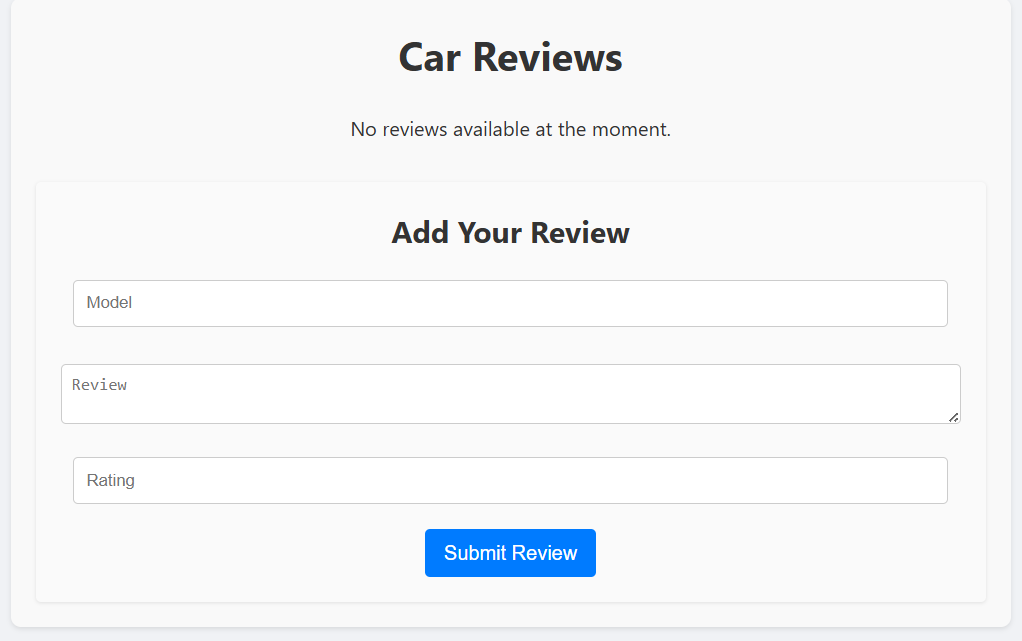 Car Reviews
No reviews available at the moment.
Add Your Review
Model
Review
Rating
Submit Review